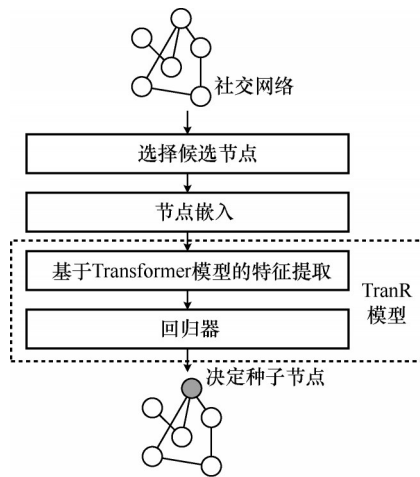 社交网络
选择候选节点
节点嵌入
基于Transformer模型的特征提取
TranR
模型
回归器
决定种子节点